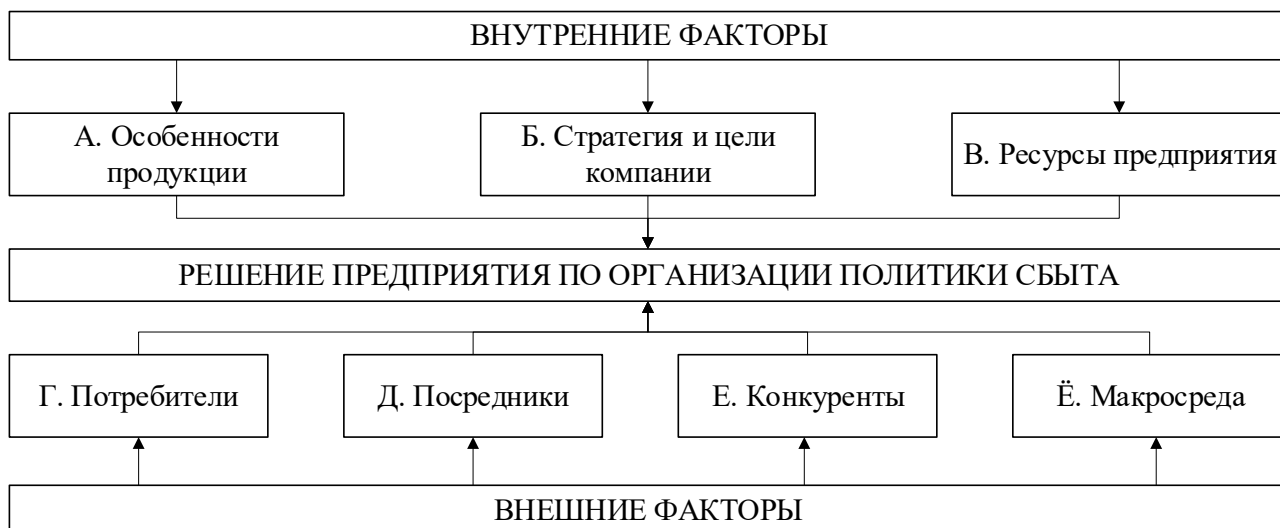 ВНУТРЕННИЕ ФАКТОРЫ
А. Особенности
продукции
Б. Стратегия и цели
компании
В. Ресурсы предприятия
РЕШЕНИЕ ПРЕДПРИЯТИЯ ПО ОРГАНИЗАЦИИ ПОЛИТИКИ СБЫТА
Г. Потребители
Д. Посредники
Е. Конкуренты
Ё. Макросреда
ВНЕШНИЕ ФАКТОРЫ